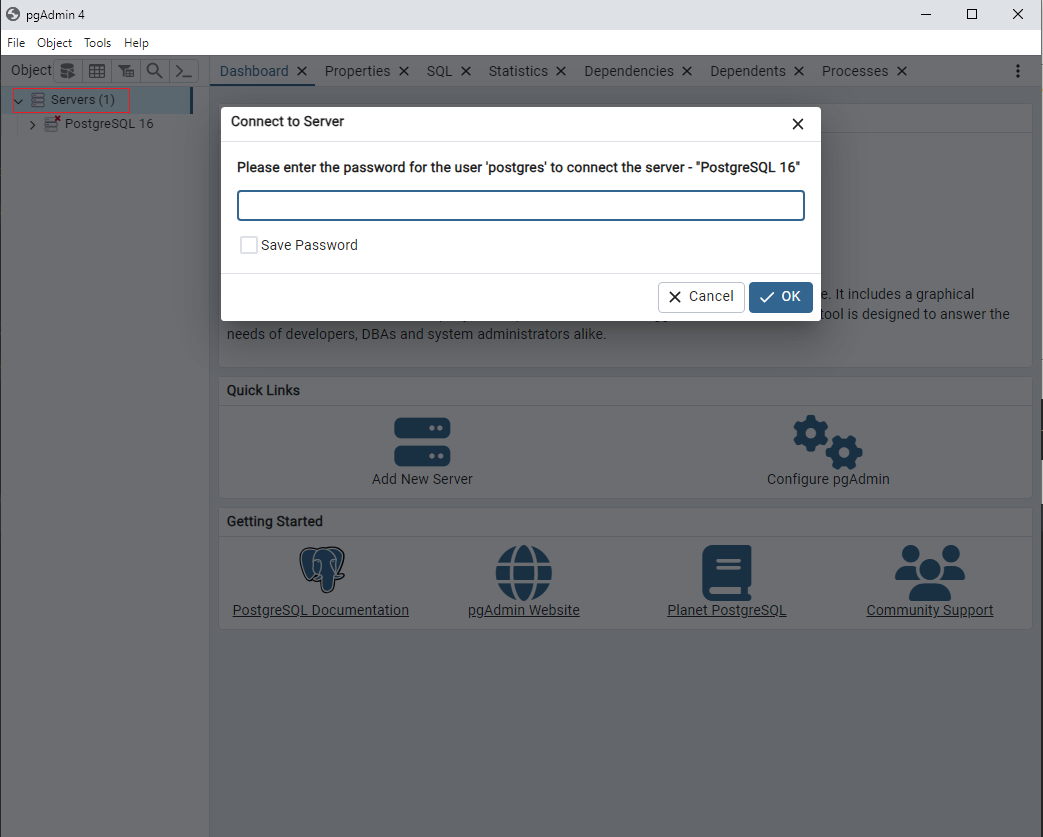 pgAdmin 4
File Object Tools Help
Object
Dashboard Properties SQL Statistics Dependencies Dependents Processes
Servers (1)
PostgreSQL 16
Connect to Server
Please enter the password for the user 'postgres' to connect the server - "PostgreSQL 16"
Save Password
Cancel OK
e. It includes a graphical
tool is designed to answer the
needs of developers, DBAs and system administrators alike.
Quick Links
Add New Server Configure pgAdmin
Getting Started
PostgreSQL Documentation pgAdmin Website Planet PostgreSQL Community Support